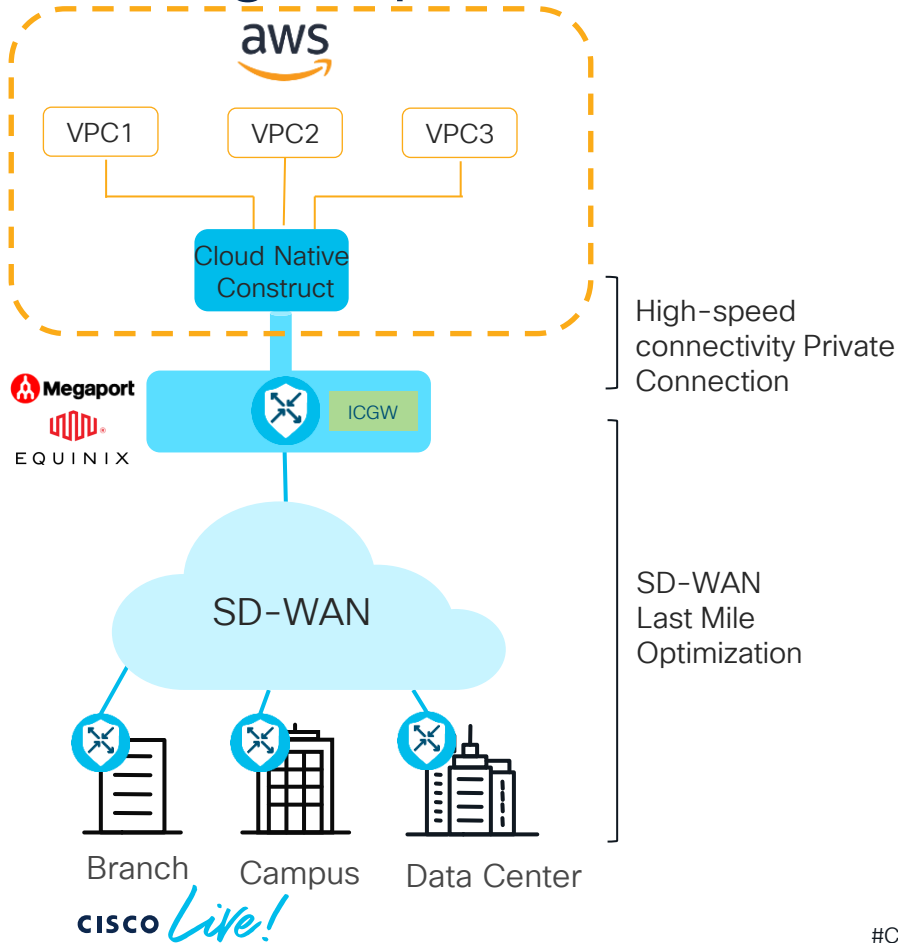 aws
VPC1
VPC2
VPC3
Cloud Native
Construct
High-speed
connectivity Private
Connection
Megaport
EQUINIX
ICGW
SD-WAN
SD-WAN
Last Mile
Optimization
Branch
Campus
Data Center
CISCO Live!
#C